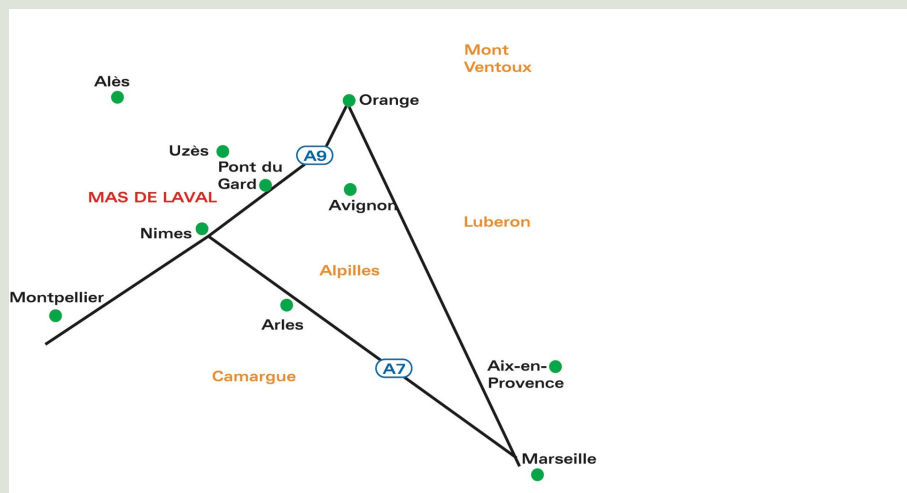 Mont
Ventoux
Alès
Orange
Uzès
A9
Pont du
Gard
MAS DE LAVAL
Avignon
Luberon
Nimes
Alpilles
Montpellier
Arles
A7
Camargue
Aix-en-
Provence
Marseille